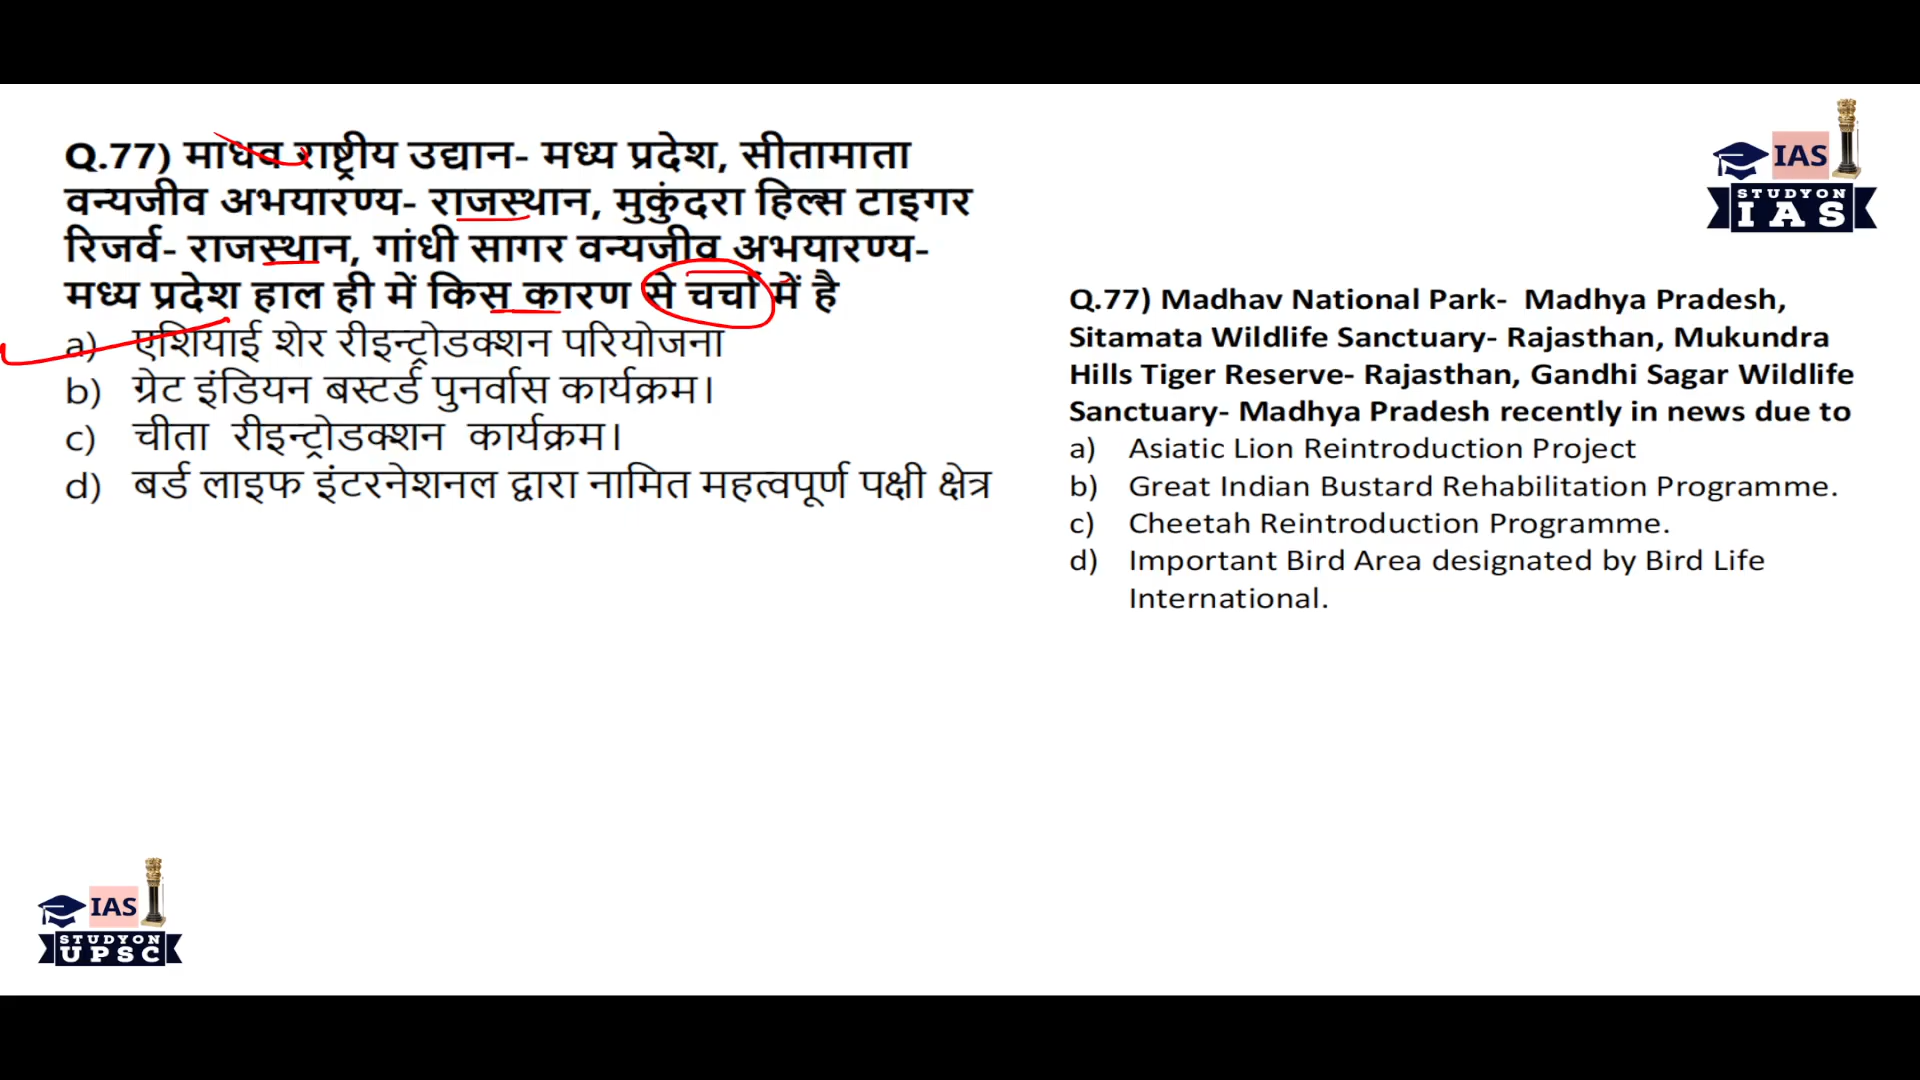 Q.77) माधव राष्ट्रीय उद्यान- मध्य प्रदेश, सीतामाता
वन्यजीव अभयारण्य- राजस्थान, मुकुंदरा हिल्स टाइगर
रिजर्व- राजस्थान, गांधी सागर वन्यजीव अभयारण्य-
मध्य प्रदेश हाल ही में किस कारण से चर्चा में है
a) एशियाई शेर रीइन्ट्रोडक्शन परियोजना
b) ग्रेट इंडियन बस्टर्ड पुनर्वास कार्यक्रम।
c) चीता रीइन्ट्रोडक्शन कार्यक्रम।
d) बर्ड लाइफ इंटरनेशनल द्वारा नामित महत्वपूर्ण पक्षी क्षेत्र
IAS
STUDYON
IAS
Q.77) Madhav National Park- Madhya Pradesh,
Sitamata Wildlife Sanctuary- Rajasthan, Mukundra
Hills Tiger Reserve- Rajasthan, Gandhi Sagar Wildlife
Sanctuary- Madhya Pradesh recently in news due to
a) Asiatic Lion Reintroduction Project
b) Great Indian Bustard Rehabilitation Programme.
c) Cheetah Reintroduction Programme.
d) Important Bird Area designated by Bird Life
International.
IAS
STUDYON
UPSC